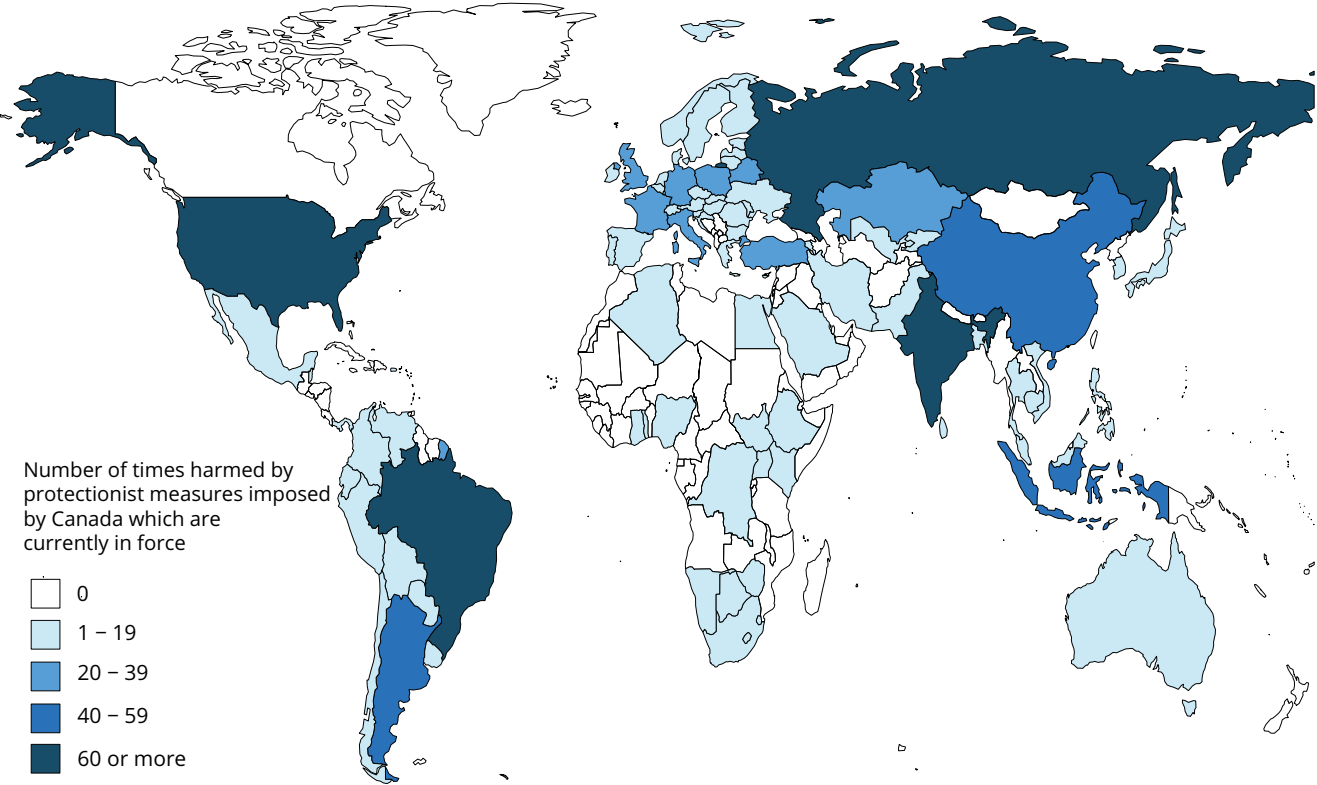 Number of times harmed by
protectionist measures imposed
by Canada which are
currently in force
0
1 – 19
20 – 39
40 – 59
60 or more